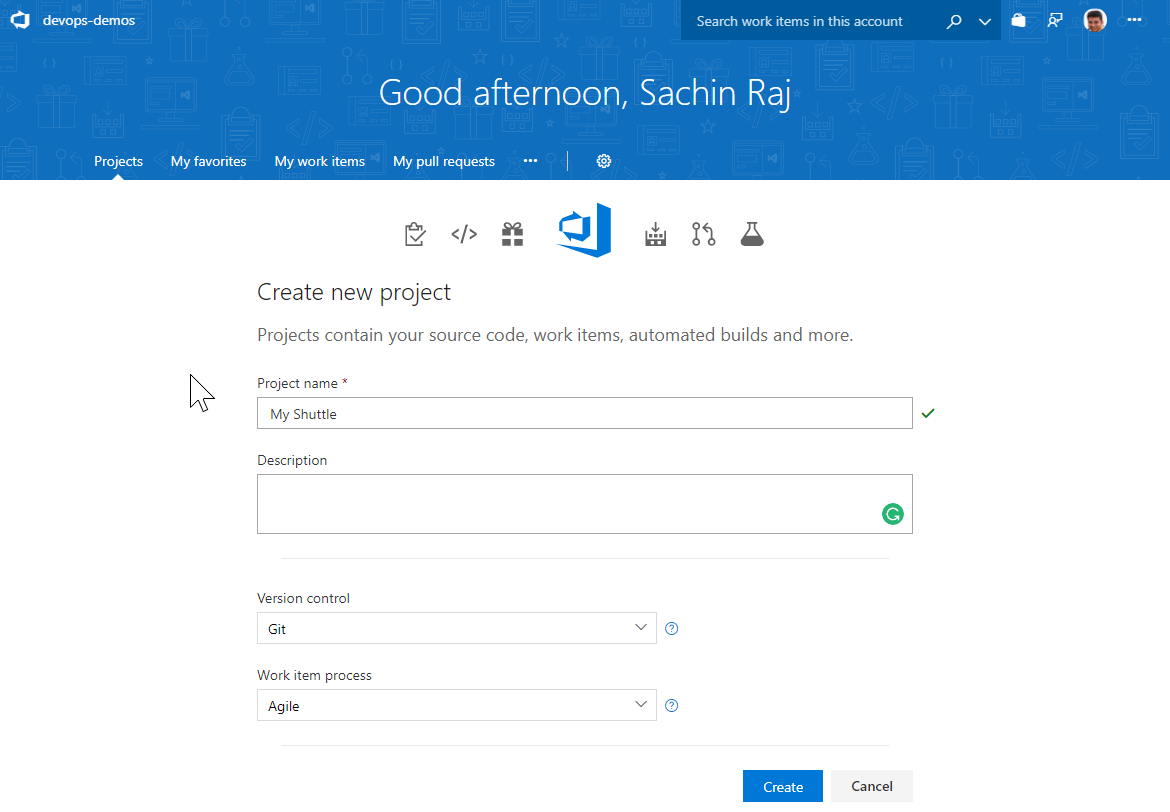 devops-demos
Search work items in this account
Good afternoon, Sachin Raj
Projects My favorites My work items My pull requests
Create new project
Projects contain your source code, work items, automated builds and more.
Project name *
My Shuttle
Description
Version control
Git
Work item process
Agile
Create Cancel